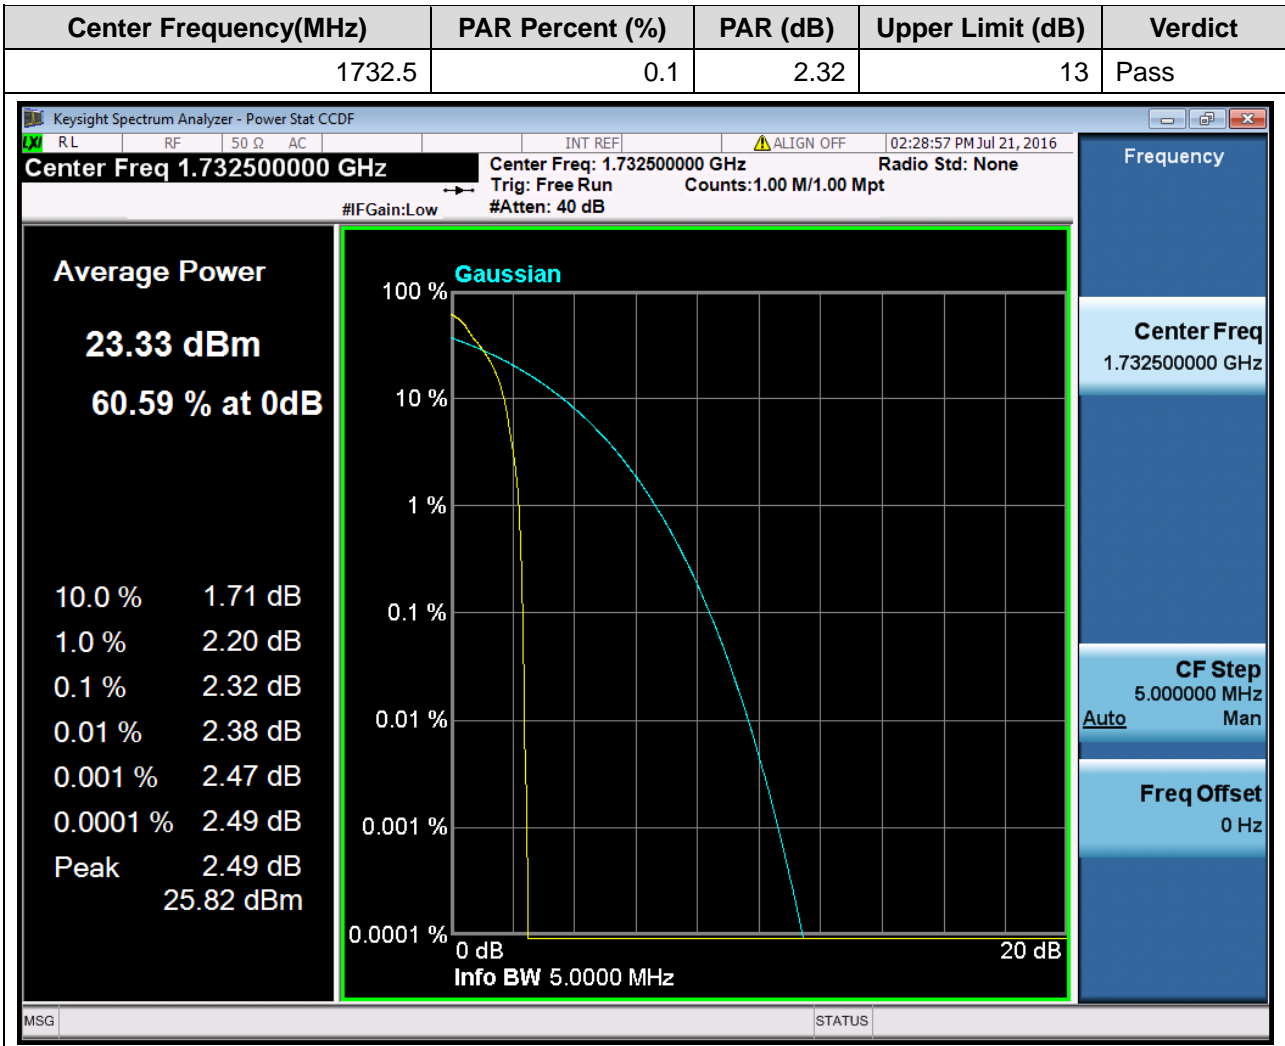 Center Frequency(MHz) PAR Percent (%) PAR (dB) Upper Limit (dB) Verdict
1732.5 0.1 2.32 13 Pass
Keysight Spectrum Analyzer - Power Stat CCDF
LXI RL RF 50 Ω AC INT REF ALIGN OFF 02:28:57 PM Jul 21, 2016
Center Freq 1.732500000 GHz
Center Freq: 1.732500000 GHz Radio Std: None
Trig: Free Run Counts:1.00 M/1.00 Mpt
#IFGain:Low #Atten: 40 dB
Average Power
23.33 dBm
60.59 % at 0dB
10.0 % 1.71 dB
1.0 % 2.20 dB
0.1 % 2.32 dB
0.01 % 2.38 dB
0.001 % 2.47 dB
0.0001 % 2.49 dB
Peak 2.49 dB
25.82 dBm
Gaussian
100 %
10 %
1 %
0.1 %
0.01 %
0.001 %
0.0001 %
0 dB 20 dB
Info BW 5.0000 MHz
Frequency
Center Freq
1.732500000 GHz
CF Step
5.000000 MHz
Auto Man
Freq Offset
0 Hz
MSG STATUS